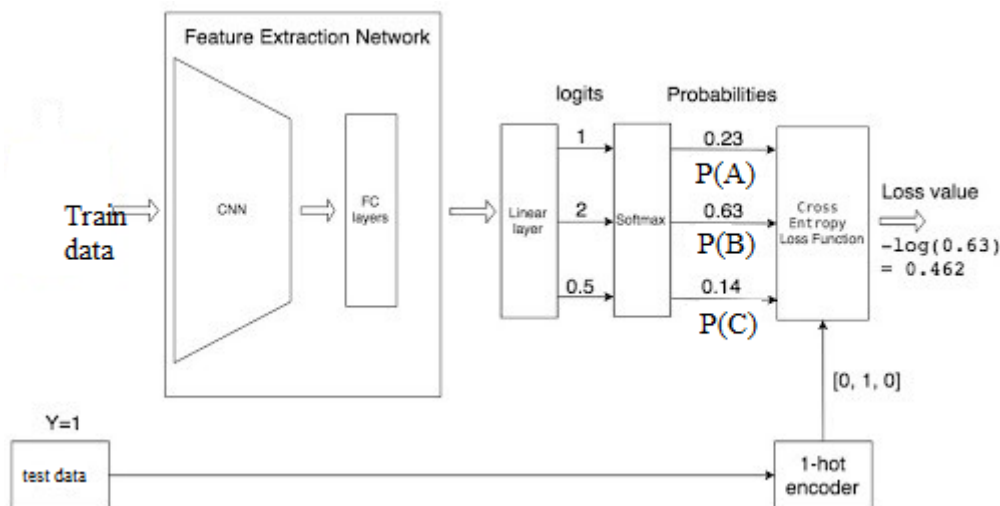 Feature Extraction Network
logits
Probabilities
Train
data
CNN
FC
layers
Linear
layer
1
2
0.5
Softmax
0.23
P(A)
0.63
P(B)
0.14
P(C)
Cross
Entropy
Loss Function
Loss value
-log(0.63)
= 0.462
[0, 1, 0]
Y=1
test data
1-hot
encoder